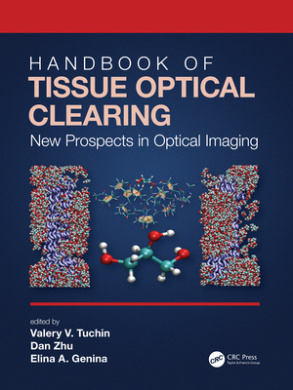 HANDBOOK OF
TISSUE OPTICAL
CLEARING
New Prospects in Optical Imaging
edited by
Valery V. Tuchin
Dan Zhu
Elina A. Genina
CRC Press
Taylor & Francis Group